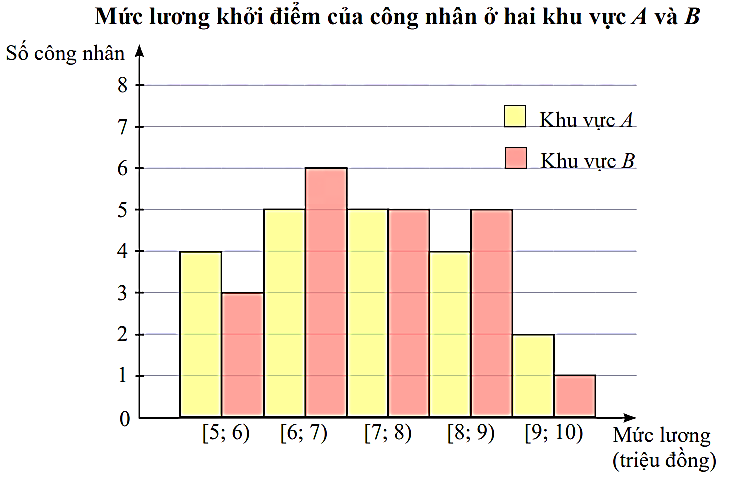 Mức lương khởi điểm của công nhân ở hai khu vực A và B
Số công nhân
8
7
6
5
4
3
2
1
0
Khu vực A
Khu vực B
[5; 6) [6; 7) [7; 8) [8; 9) [9; 10)
Mức lương
(triệu đồng)